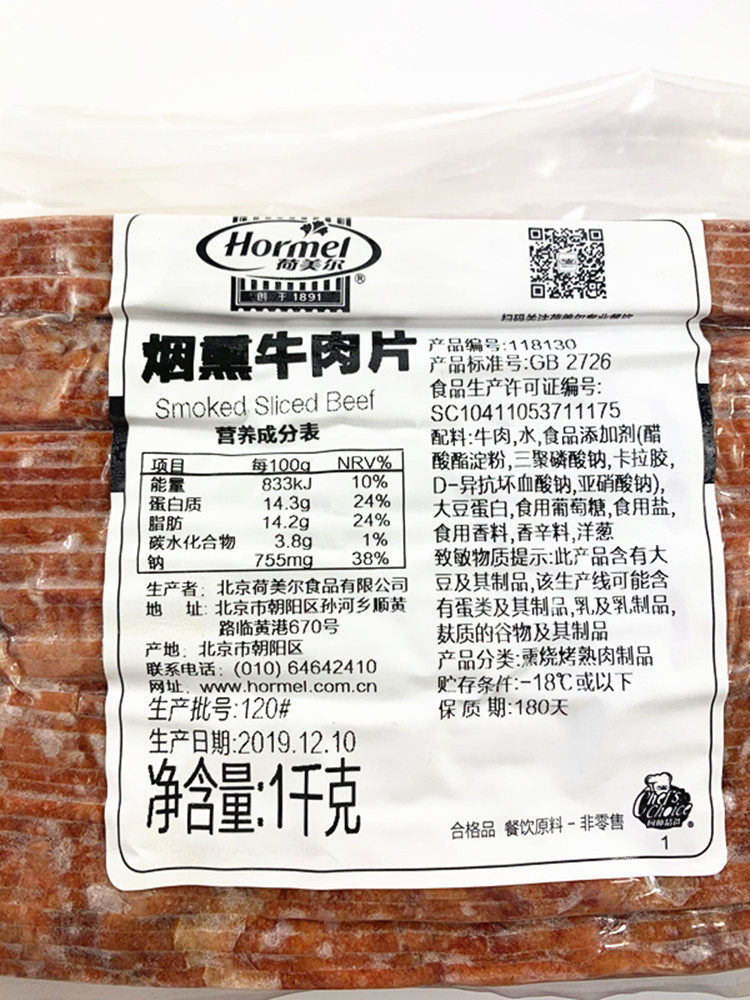 Hormel
荷美尔
®
创于1891
扫码关注荷美尔专业餐饮
烟熏牛肉片
Smoked Sliced Beef
营养成分表
项目 每100g NRV%
能量 833kJ 10%
蛋白质 14.3g 24%
脂肪 14.2g 24%
碳水化合物 3.8g 1%
钠 755mg 38%
生产者: 北京荷美尔食品有限公司
地 址: 北京市朝阳区孙河乡顺黄
路临黄港670号
产地: 北京市朝阳区
联系电话: (010) 64642410
网址: www.hormel.com.cn
生产批号:120#
生产日期:2019.12.10
净含量:1千克
产品编号:118130
产品标准号:GB 2726
食品生产许可证编号:
SC10411053711175
配料:牛肉,水,食品添加剂(醋
酸酯淀粉,三聚磷酸钠,卡拉胶,
D-异抗坏血酸钠,亚硝酸钠),
大豆蛋白,食用葡萄糖,食用盐,
食用香料,香辛料,洋葱
致敏物质提示:此产品含有大
豆及其制品,该生产线可能含
有蛋类及其制品,乳及乳制品,
麸质的谷物及其制品
产品分类:熏烧烤熟肉制品
贮存条件:-18℃或以下
保质期:180天
合格品 餐饮原料-非零售
Chef's
Choice
®
1